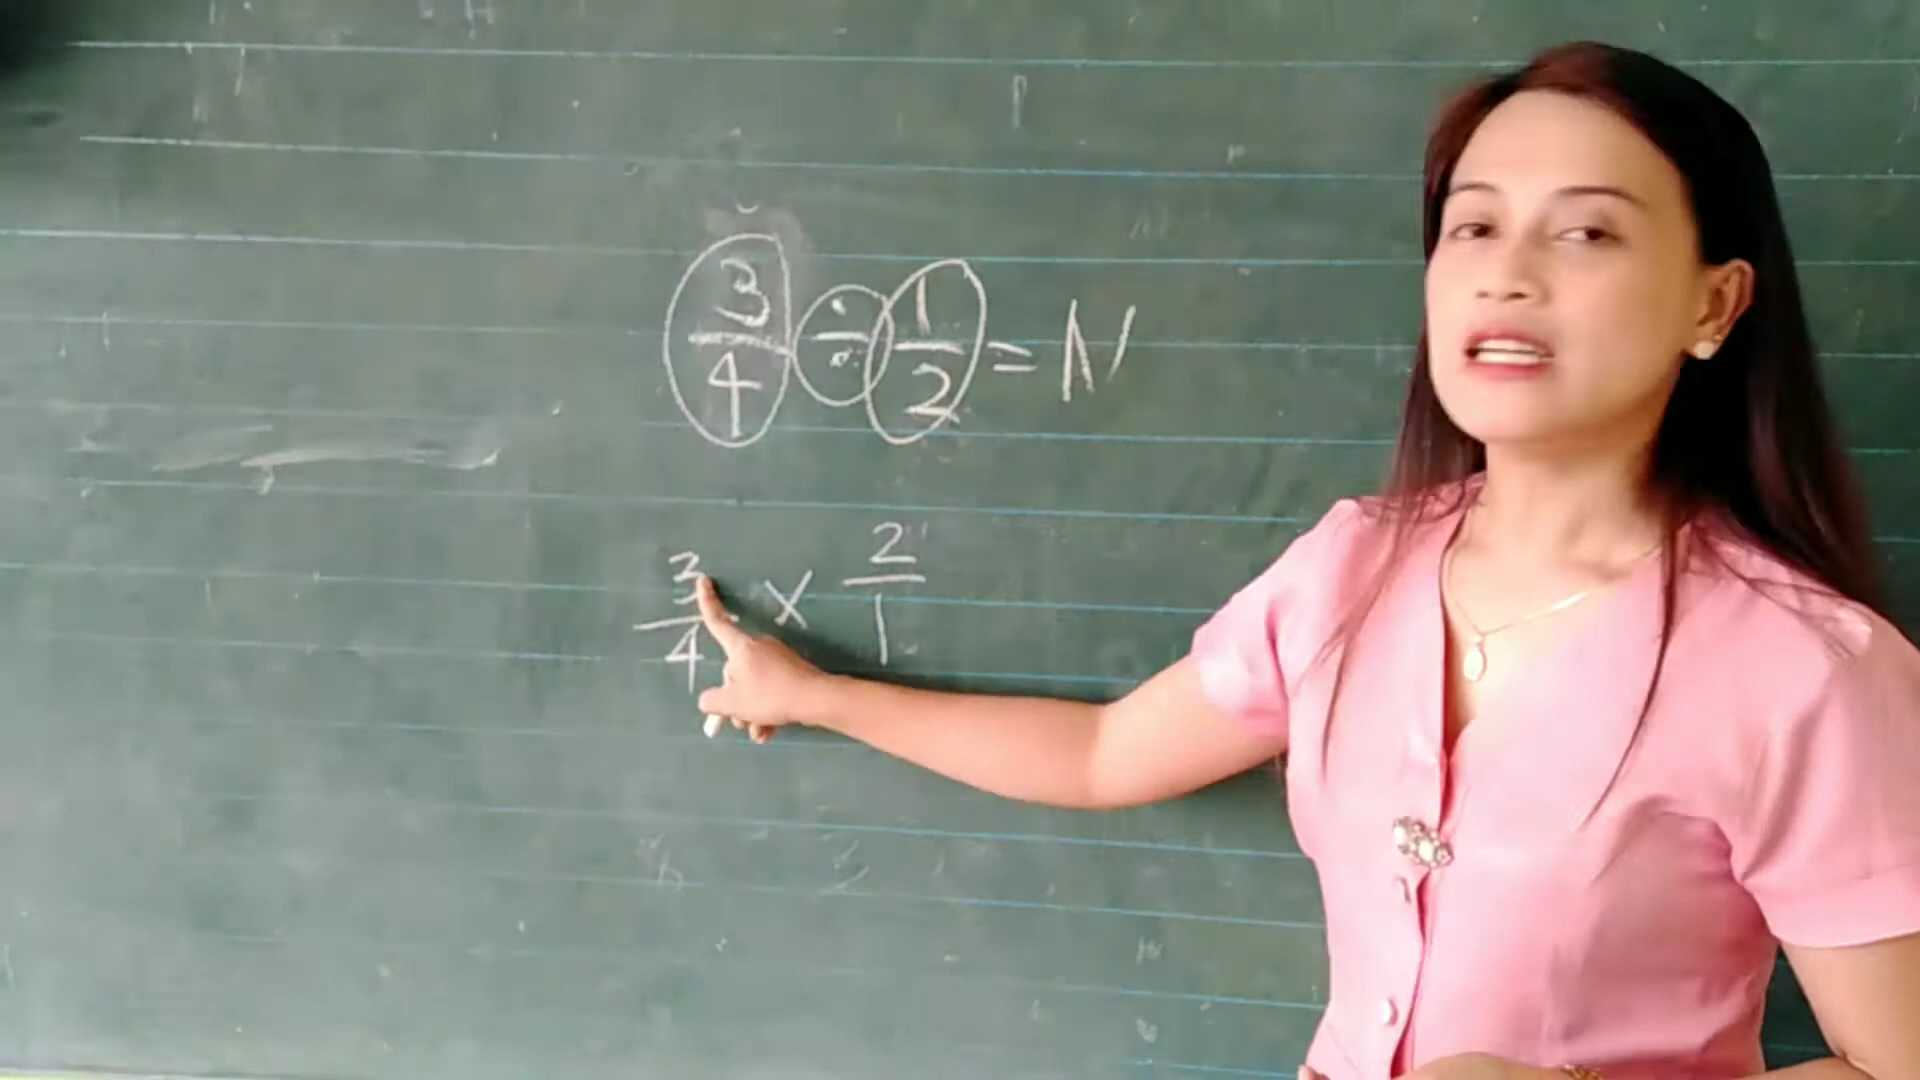 3/4 ÷ 1/2 = N
3/4 x 2/1